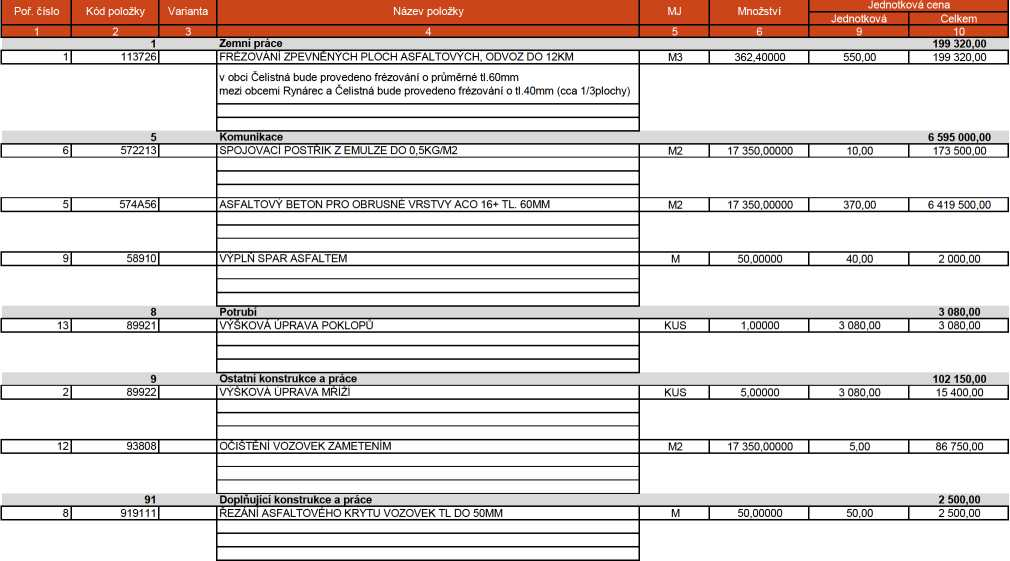 Poř. číslo Kód položky Varianta Název položky MJ Množství Jednotková cena
Jednotková Celkem
1 2 3 4 5 6 9 10
1 Zemní práce 199 320,00
1 113726 FRÉZOVÁNÍ ZPEVNĚNÝCH PLOCH ASFALTOVÝCH, ODVOZ DO 12KM M3 362,40000 550,00 199 320,00
v obci Čelistná bude provedeno frézování o průměrné tl.60mm
mezi obcemi Rynárec a Čelistná bude provedeno frézování o tl.40mm (cca 1/3plochy)
5 Komunikace 6 595 000,00
6 572213 SPOJOVACÍ POSTŘIK Z EMULZE DO 0,5KG/M2 M2 17 350,00000 10,00 173 500,00
5 574A56 ASFALTOVÝ BETON PRO OBRUSNÉ VRSTVY ACO 16+ TL. 60MM M2 17 350,00000 370,00 6 419 500,00
9 58910 VÝPLŇ SPAR ASFALTEM M 50,00000 40,00 2 000,00
8 Potrubí 3 080,00
13 89921 VÝŠKOVÁ ÚPRAVA POKLOPŮ KUS 1,00000 3 080,00 3 080,00
9 Ostatní konstrukce a práce 102 150,00
2 89922 VÝŠKOVÁ ÚPRAVA MŘÍŽÍ KUS 5,00000 3 080,00 15 400,00
12 93808 OČIŠTĚNÍ VOZOVEK ZAMETENÍM M2 17 350,00000 5,00 86 750,00
91 Doplňující konstrukce a práce 2 500,00
8 919111 ŘEZÁNÍ ASFALTOVÉHO KRYTU VOZOVEK TL DO 50MM M 50,00000 50,00 2 500,00